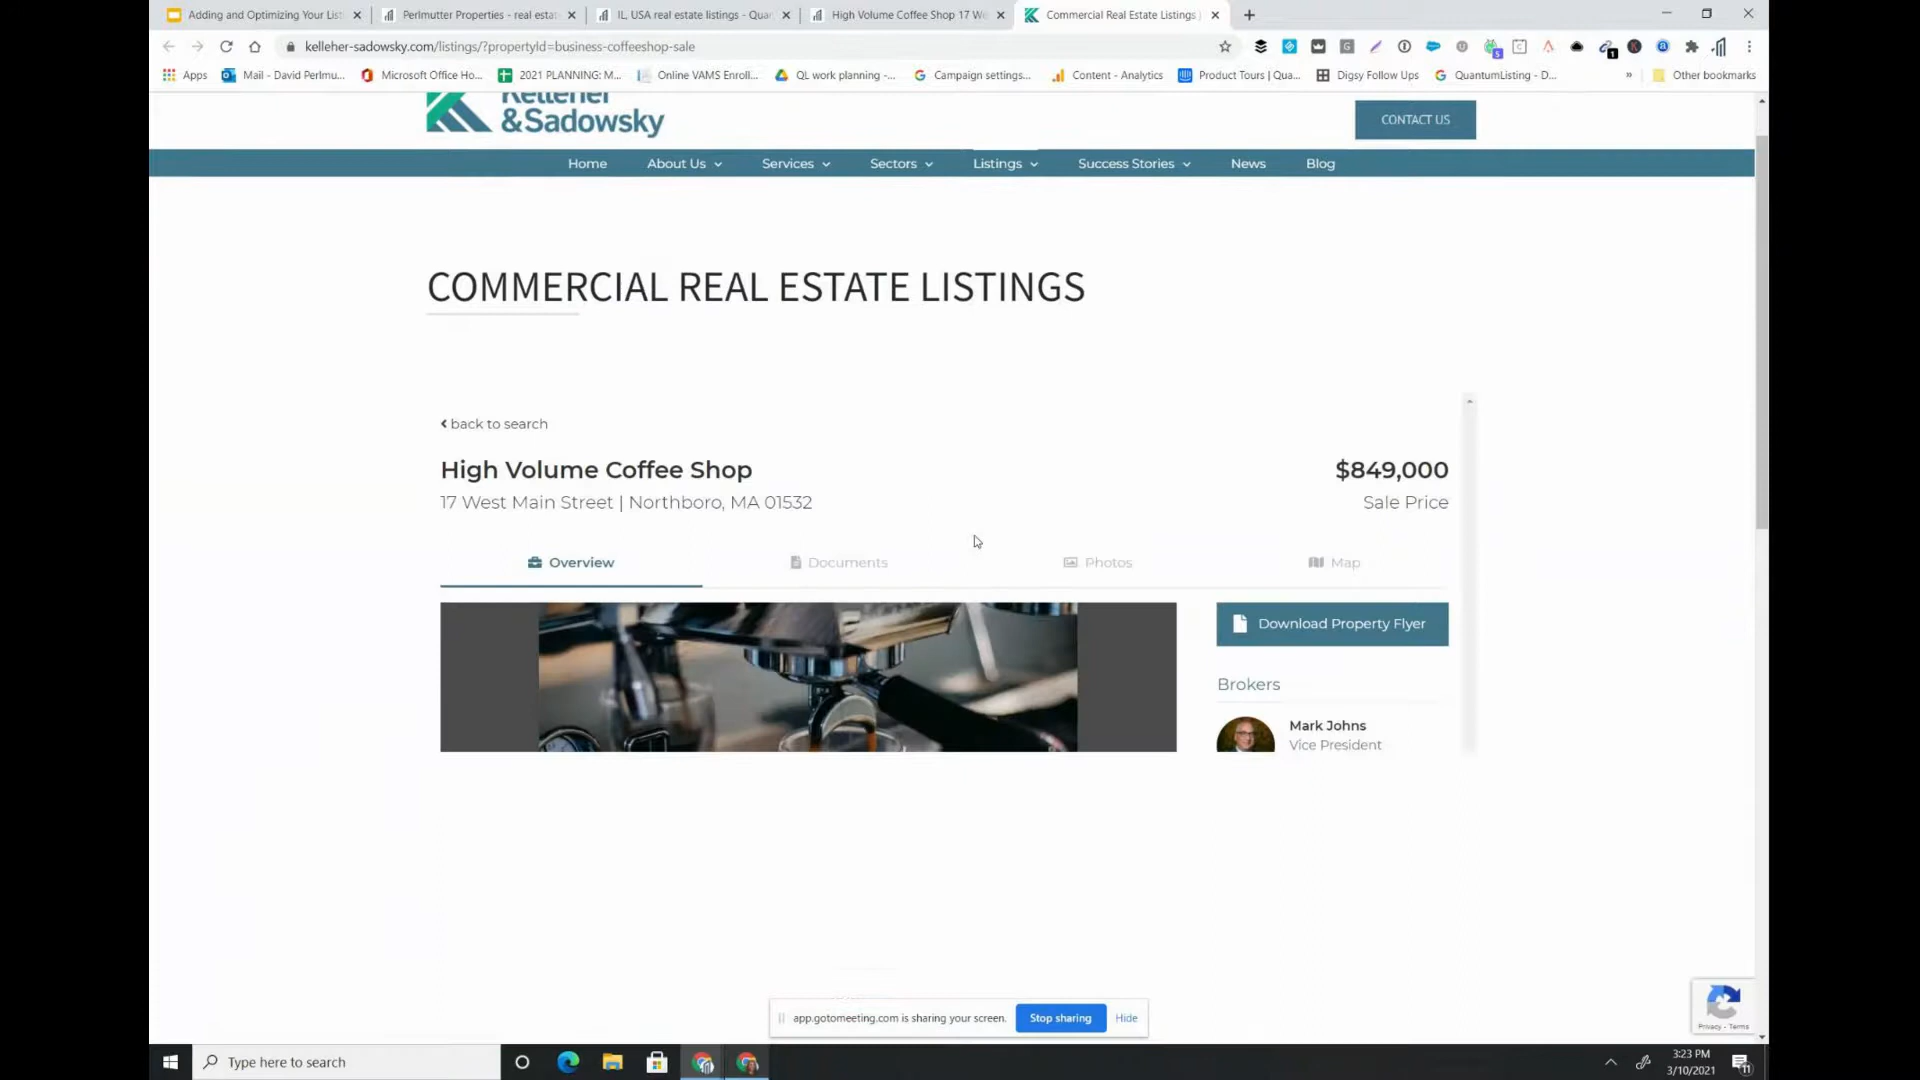 Adding and Optimizing Your List
Perlmutter Properties - real estat
IL, USA real estate listings - Qua
High Volume Coffee Shop 17 We
Commercial Real Estate Listings
kelleher-sadowsky.com/listings/?propertyId=business-coffeeshop-sale
Apps
Mail - David Perlmu...
Microsoft Office Ho...
2021 PLANNING: M...
Online VAMS Enroll...
QL work planning -...
Campaign settings...
Content - Analytics
Product Tours | Qua...
Digsy Follow Ups
QuantumListing - D...
»
Other bookmarks
Kelleher
&Sadowsky
CONTACT US
Home
About Us
Services
Sectors
Listings
Success Stories
News
Blog
COMMERCIAL REAL ESTATE LISTINGS
back to search
High Volume Coffee Shop
$849,000
17 West Main Street | Northboro, MA 01532
Sale Price
Overview
Documents
Photos
Map
Download Property Flyer
Brokers
Mark Johns
Vice President
app.gotomeeting.com is sharing your screen.
Stop sharing
Hide
Privacy - Terms
Type here to search
3:23 PM
3/10/2021